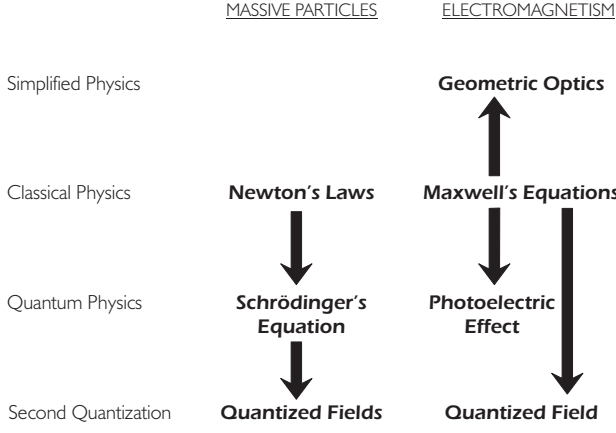 MASSIVE PARTICLES ELECTROMAGNETISM
Simplified Physics Geometric Optics
Classical Physics Newton's Laws Maxwell's Equations
Quantum Physics Schrödinger's Photoelectric
Equation Effect
Second Quantization Quantized Fields Quantized Field